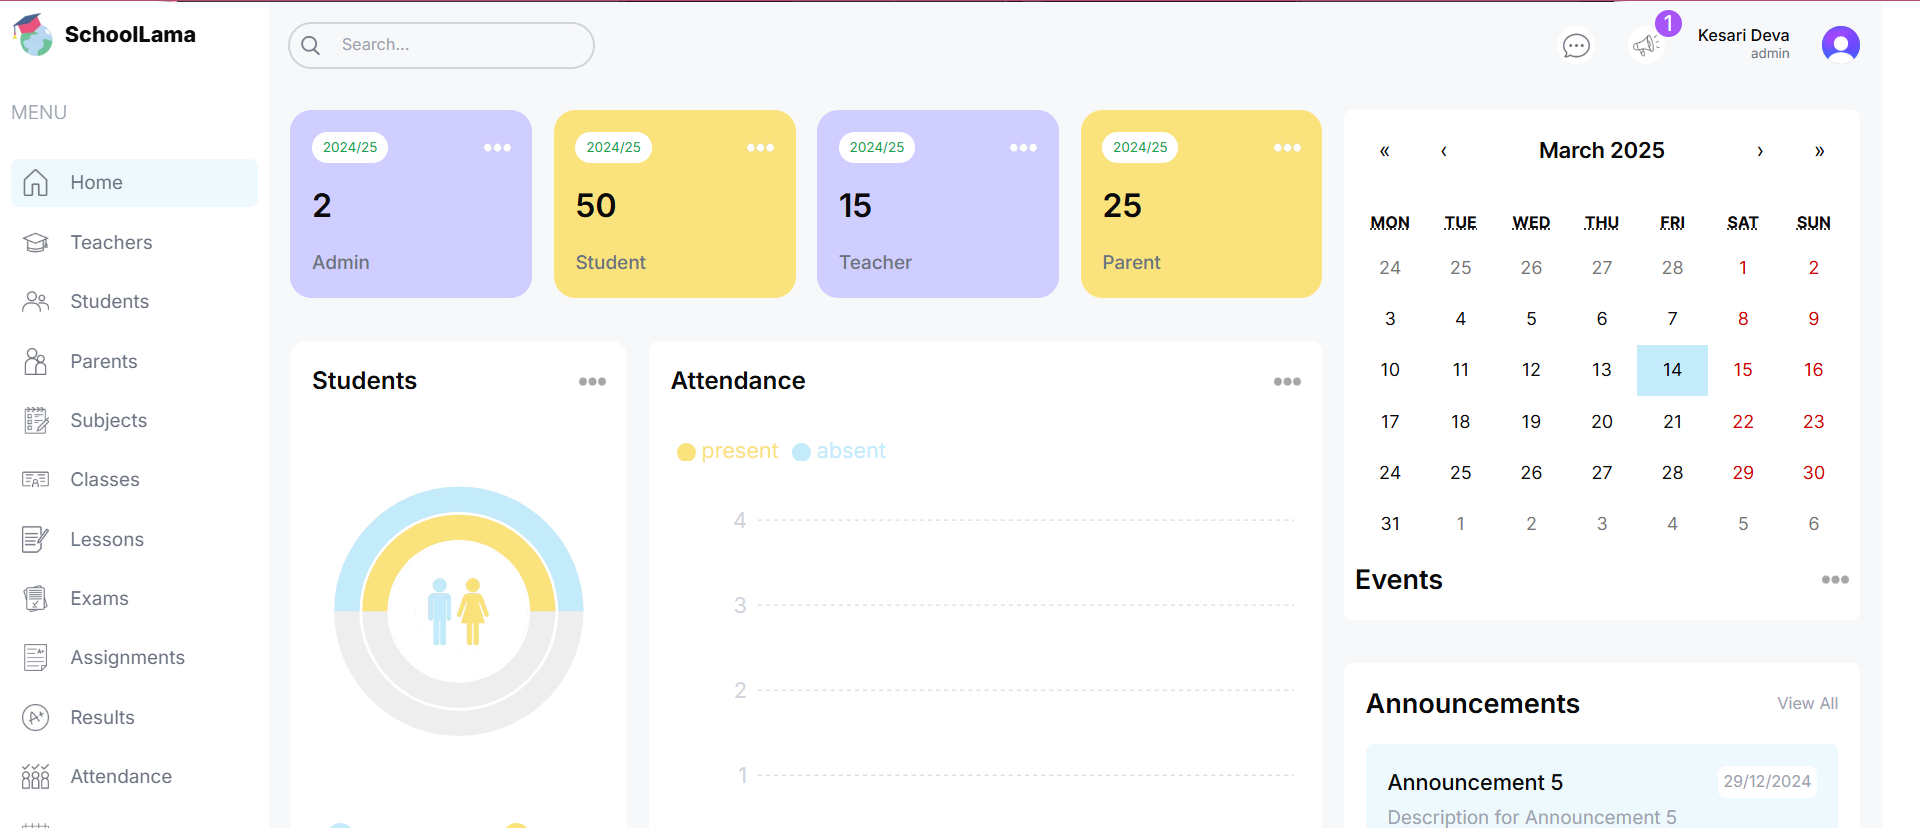 SchoolLama
MENU
Home
Teachers
Students
Parents
Subjects
Classes
Lessons
Exams
Assignments
Results
Attendance
Search...
1
Kesari Deva
admin
2024/25
2
Admin
2024/25
50
Student
2024/25
15
Teacher
2024/25
25
Parent
Students
Attendance
present absent
4
3
2
1
« ‹ March 2025 › »
MON TUE WED THU FRI SAT SUN
24 25 26 27 28 1 2
3 4 5 6 7 8 9
10 11 12 13 14 15 16
17 18 19 20 21 22 23
24 25 26 27 28 29 30
31 1 2 3 4 5 6
Events
Announcements View All
Announcement 5 29/12/2024
Description for Announcement 5